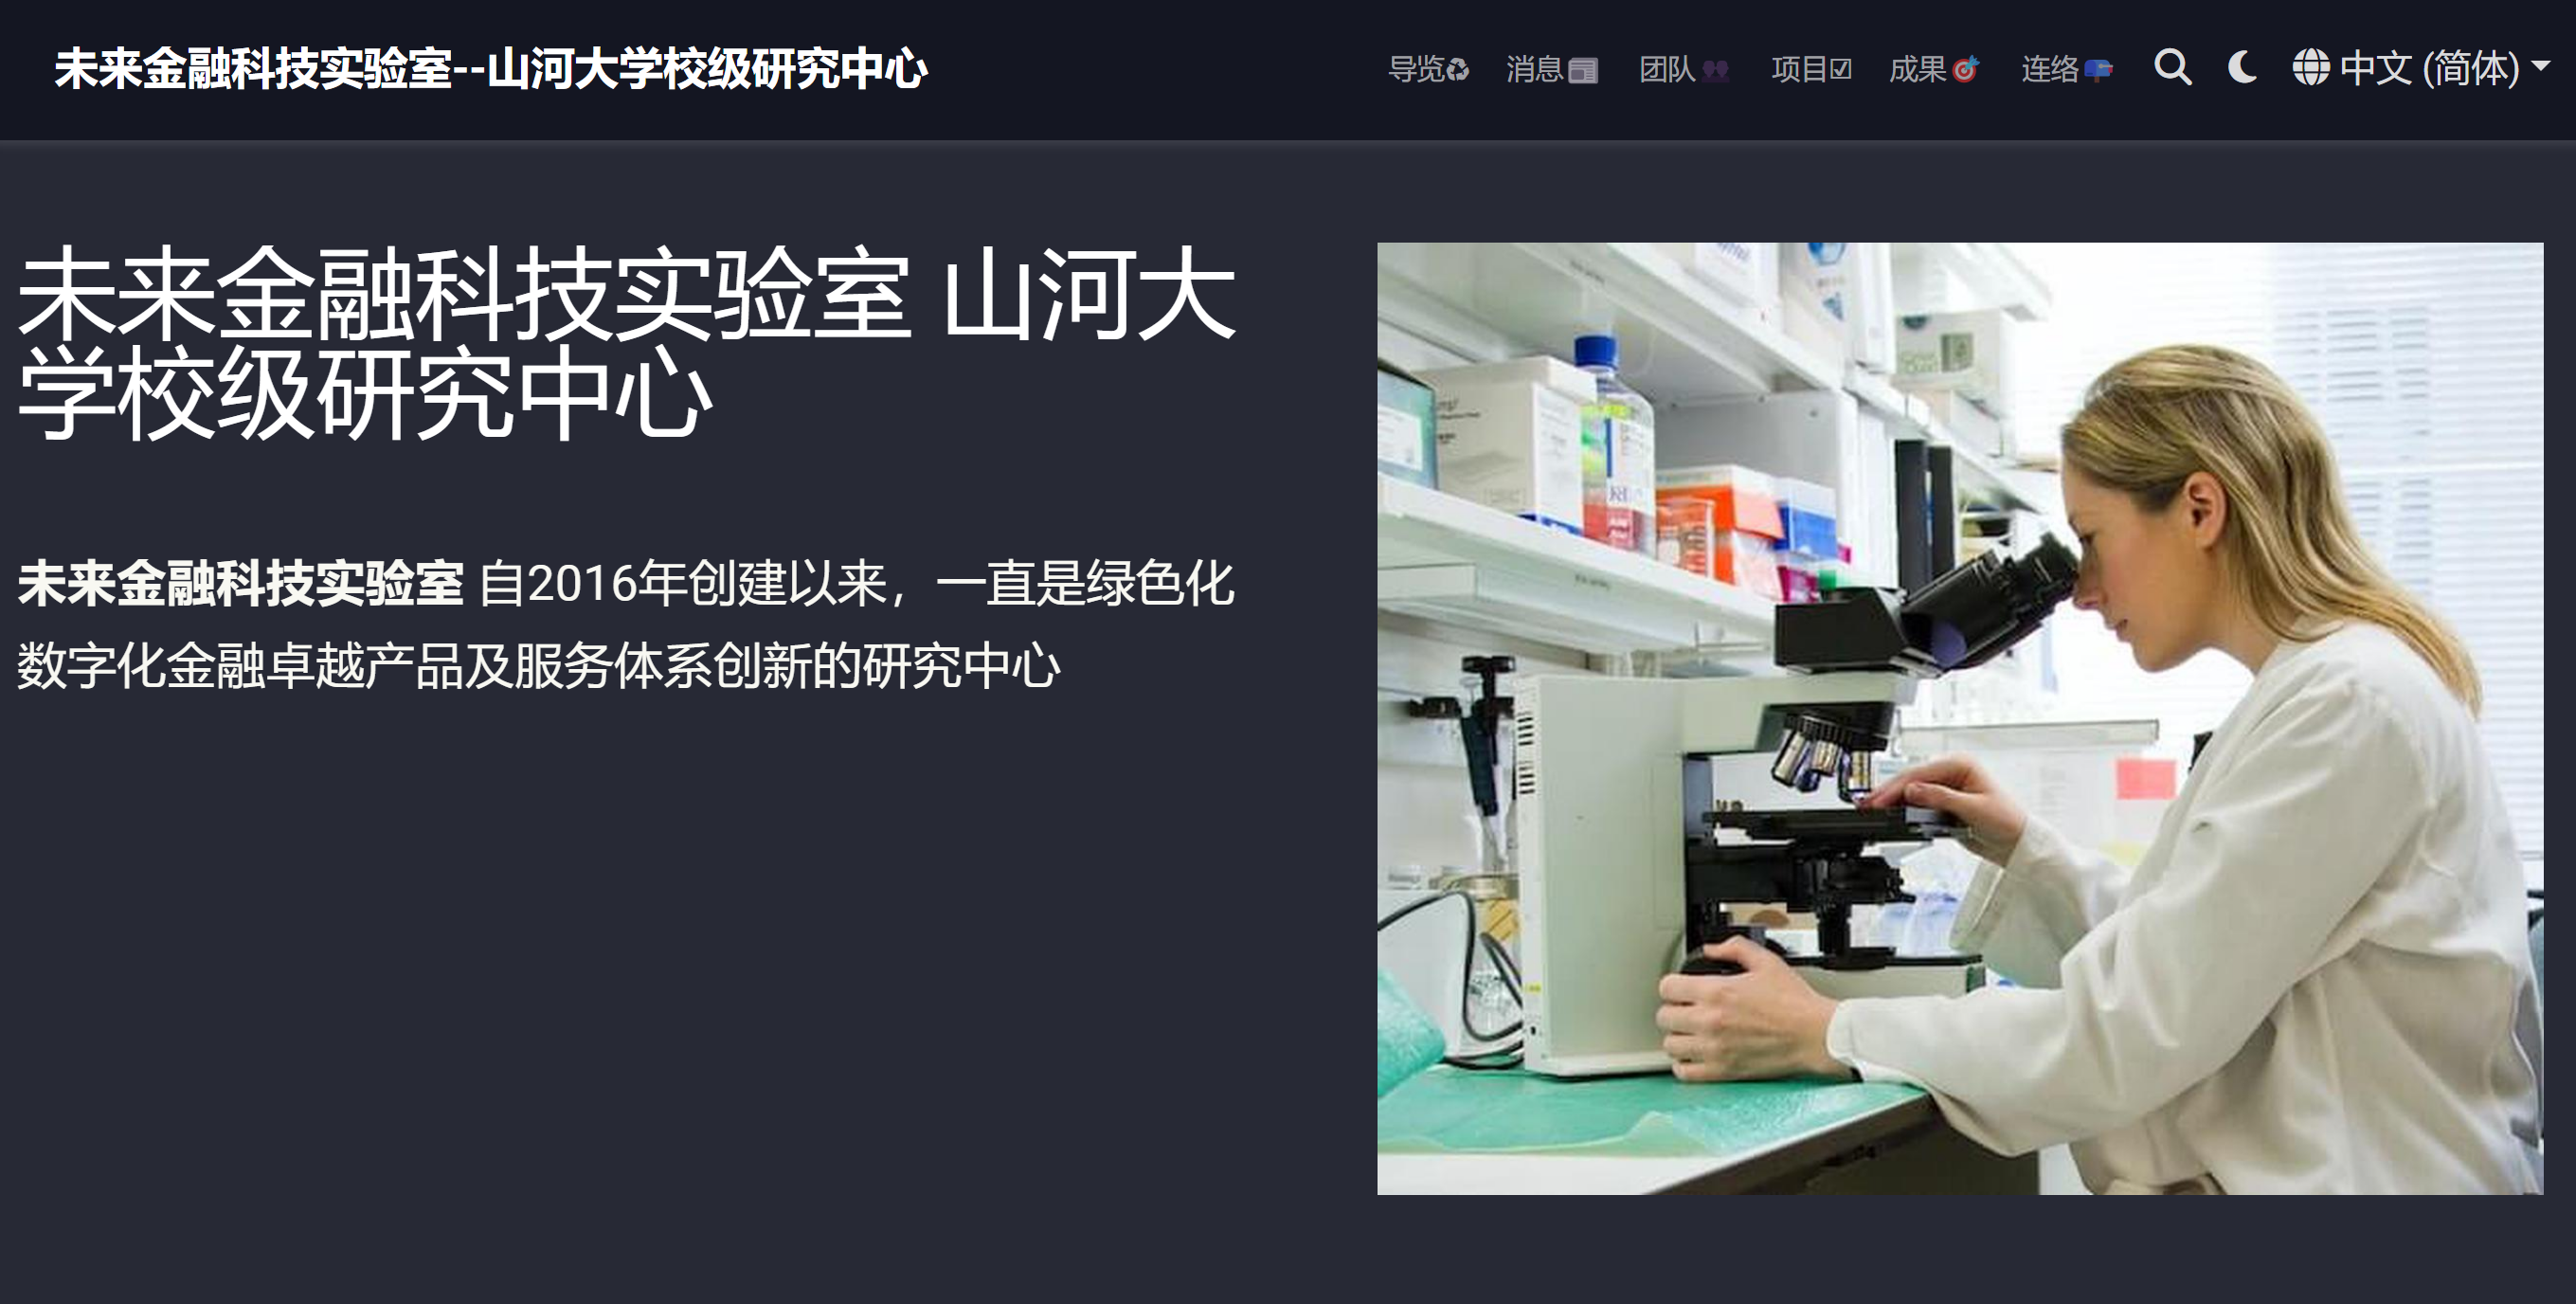 未来金融科技实验室--山河大学校级研究中心
导览♻ 消息📰 团队👥 项目☑ 成果🎯 连络📪 中文 (简体)
未来金融科技实验室 山河大
学校级研究中心
未来金融科技实验室 自2016年创建以来，一直是绿色化
数字化金融卓越产品及服务体系创新的研究中心